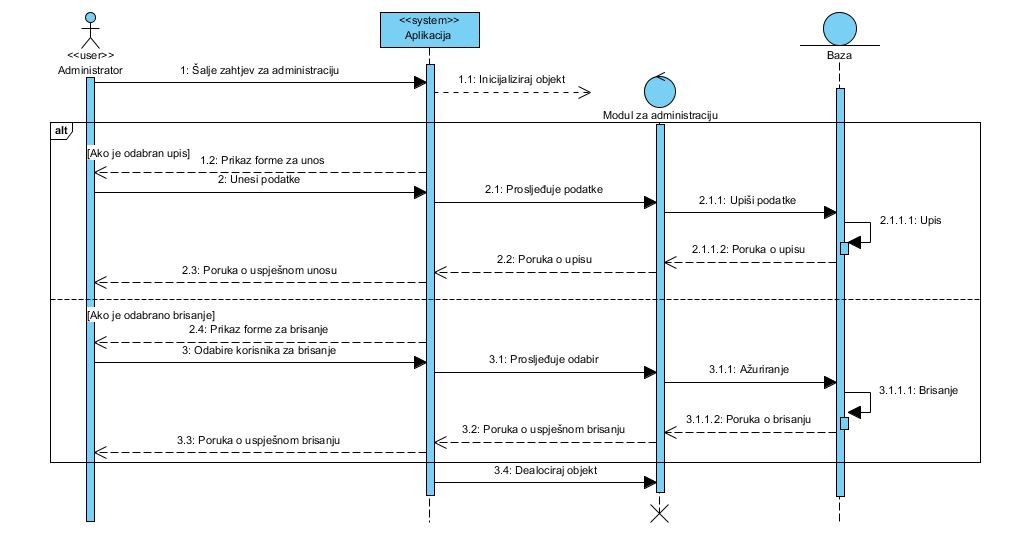 <<system>>
Aplikacija
<<user>>
Administrator
Baza
1: Šalje zahtjev za administraciju
1.1: Inicijaliziraj objekt
Modul za administraciju
alt
[Ako je odabran upis]
1.2: Prikaz forme za unos
2: Unesi podatke
2.1: Prosljeđuje podatke
2.1.1: Upiši podatke
2.1.1.1: Upis
2.1.1.2: Poruka o upisu
2.2: Poruka o upisu
2.3: Poruka o uspješnom unosu
[Ako je odabrano brisanje]
2.4: Prikaz forme za brisanje
3: Odabire korisnika za brisanje
3.1: Prosljeđuje odabir
3.1.1: Ažuriranje
3.1.1.1: Brisanje
3.1.1.2: Poruka o brisanju
3.2: Poruka o uspješnom brisanju
3.3: Poruka o uspješnom brisanju
3.4: Dealociraj objekt